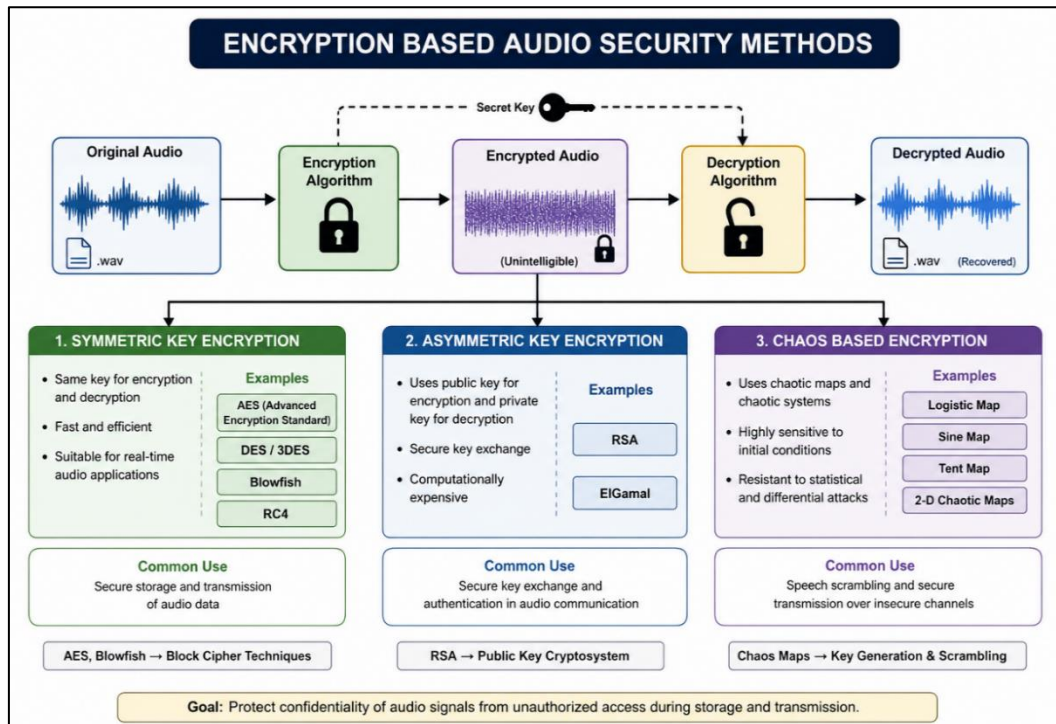 ENCRYPTION BASED AUDIO SECURITY METHODS
Secret Key
Original Audio
.wav
Encryption
Algorithm
Encrypted Audio
(Unintelligible)
Decryption
Algorithm
Decrypted Audio
.wav (Recovered)
1. SYMMETRIC KEY ENCRYPTION
• Same key for encryption
and decryption
• Fast and efficient
• Suitable for real-time
audio applications
Examples
AES (Advanced
Encryption Standard)
DES / 3DES
Blowfish
RC4
Common Use
Secure storage and transmission
of audio data
AES, Blowfish → Block Cipher Techniques
2. ASYMMETRIC KEY ENCRYPTION
• Uses public key for
encryption and private
key for decryption
• Secure key exchange
• Computationally
expensive
Examples
RSA
ElGamal
Common Use
Secure key exchange and
authentication in audio communication
RSA → Public Key Cryptosystem
3. CHAOS BASED ENCRYPTION
• Uses chaotic maps and
chaotic systems
• Highly sensitive to
initial conditions
• Resistant to statistical
and differential attacks
Examples
Logistic Map
Sine Map
Tent Map
2-D Chaotic Maps
Common Use
Speech scrambling and secure
transmission over insecure channels
Chaos Maps → Key Generation & Scrambling
Goal: Protect confidentiality of audio signals from unauthorized access during storage and transmission.